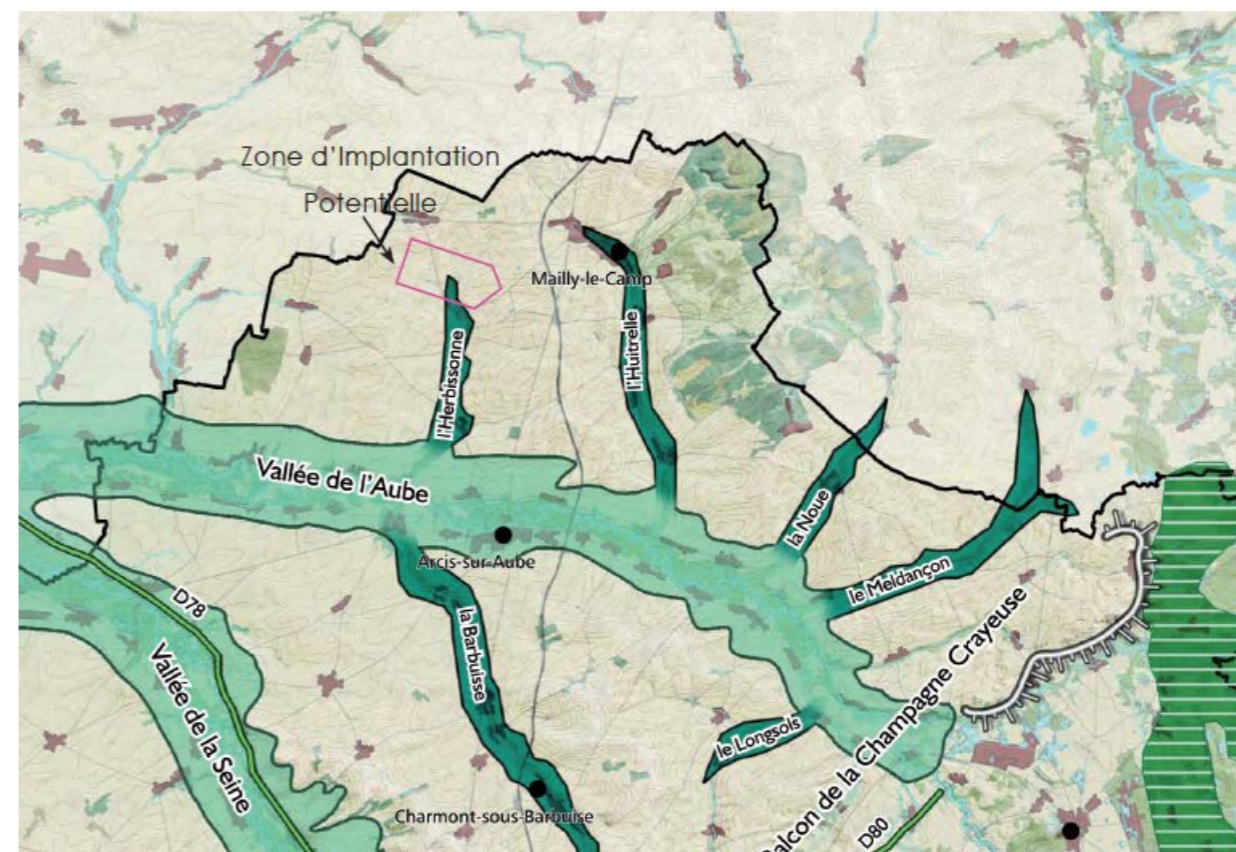 Zone d'Implantation
Potentielle
Mailly-le-Camp
l'Huitrelle
l'Herbissonne
Vallée de l'Aube
Arcis-sur-Aube
la Noue
le Meldançon
D78
la Barbuisse
Vallée de la Seine
le Longsols
Balcon de la Champagne Crayeuse
D80
Charmont-sous-Barbuise